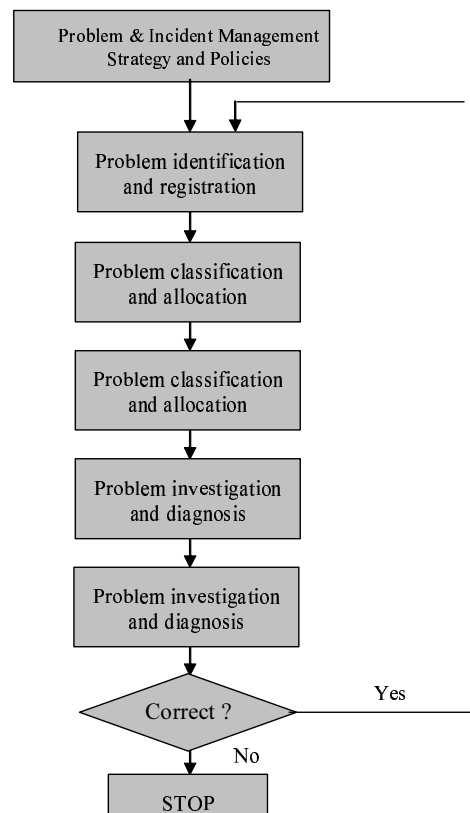 Problem & Incident Management
Strategy and Policies
Problem identification
and registration
Problem classification
and allocation
Problem classification
and allocation
Problem investigation
and diagnosis
Problem investigation
and diagnosis
Correct ?
Yes
No
STOP